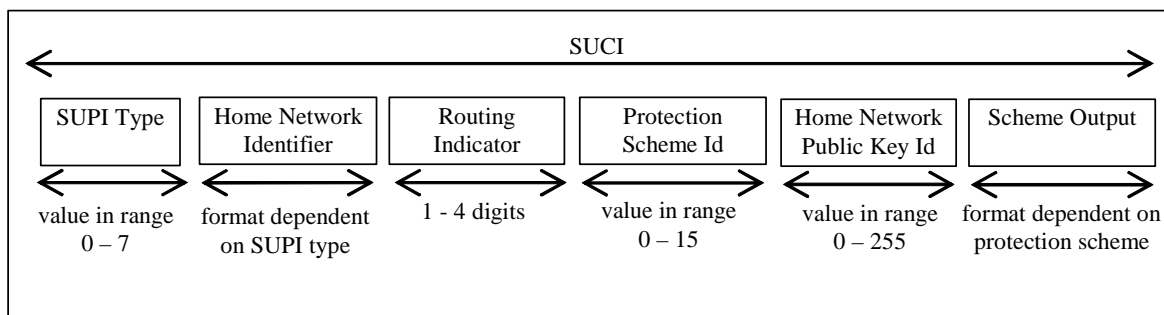 SUCI
SUPI Type
Home Network
Identifier
Routing
Indicator
Protection
Scheme Id
Home Network
Public Key Id
Scheme Output
value in range
0 – 7
format dependent
on SUPI type
1 - 4 digits
value in range
0 – 15
value in range
0 – 255
format dependent on
protection scheme